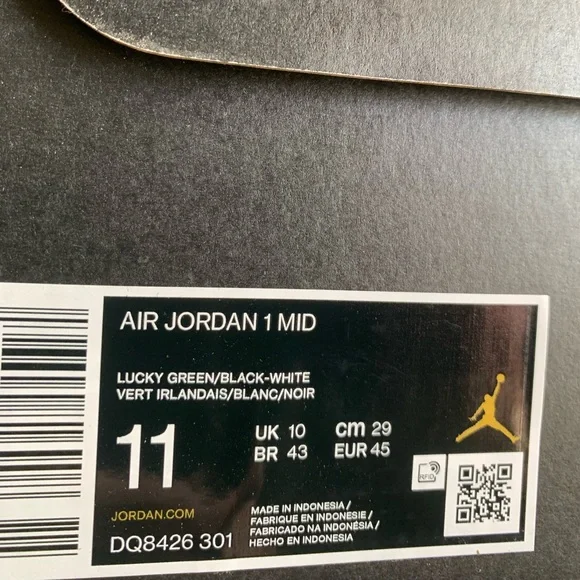 AIR JORDAN 1 MID
LUCKY GREEN/BLACK-WHITE
VERT IRLANDAIS/BLANC/NOIR
11
UK 10 cm 29
BR 43 EUR 45
RFID
JORDAN.COM
DQ8426 301
MADE IN INDONESIA /
FABRIQUE EN INDONESIE /
FABRICADO NA INDONÉSIA /
HECHO EN INDONESIA